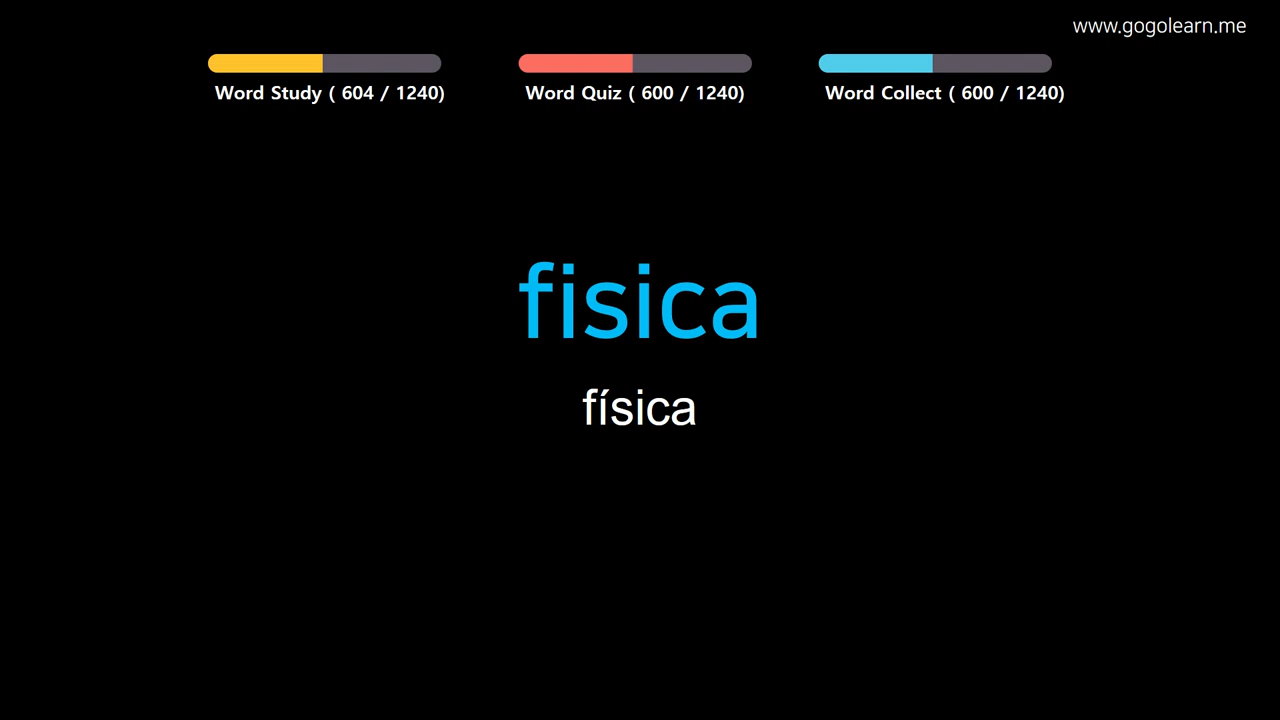 www.gogolearn.me
Word Study ( 604 / 1240)
Word Quiz ( 600 / 1240)
Word Collect ( 600 / 1240)
fisica
física